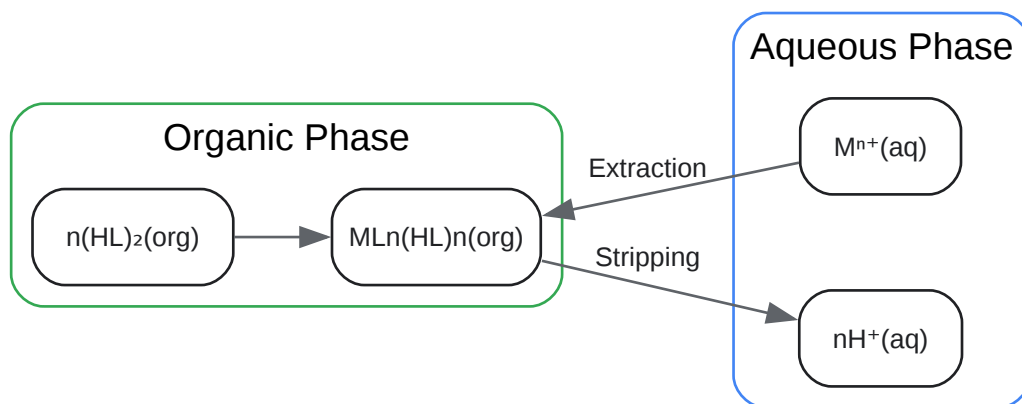 Aqueous Phase
Organic Phase
Mⁿ⁺(aq)
Extraction
n(HL)₂(org)
MLn(HL)n(org)
Stripping
nH⁺(aq)